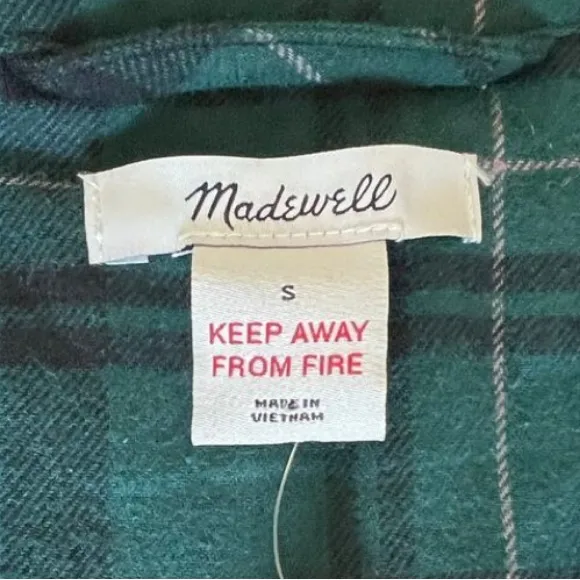 Madewell
S
KEEP AWAY
FROM FIRE
MADE IN
VIETNAM